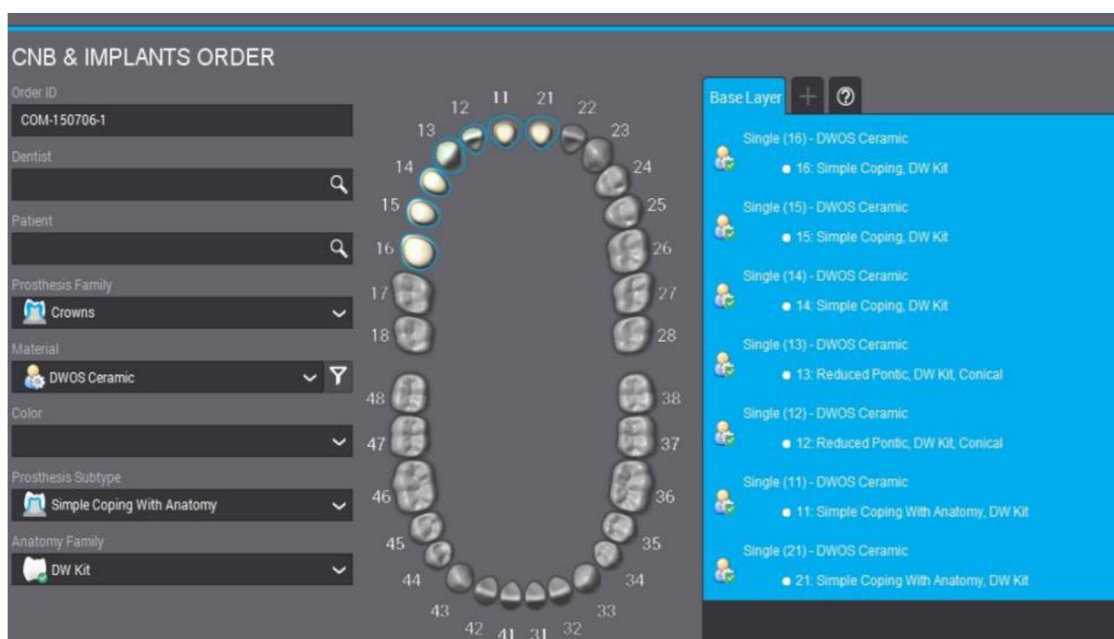 CNB & IMPLANTS ORDER
Order ID
COM-150706-1
Dentist
Patient
Prosthesis Family
Crowns
Material
DWOS Ceramic
Color
Prosthesis Subtype
Simple Coping With Anatomy
Anatomy Family
DW Kit
11 21
12 22
13 23
14 24
15 25
16 26
17 27
18 28
48 38
47 37
46 36
45 35
44 34
43 33
42 41 31 32
Base Layer
Single (16) - DWOS Ceramic
16: Simple Coping, DW Kit
Single (15) - DWOS Ceramic
15: Simple Coping, DW Kit
Single (14) - DWOS Ceramic
14: Simple Coping, DW Kit
Single (13) - DWOS Ceramic
13: Reduced Pontic, DW Kit, Conical
Single (12) - DWOS Ceramic
12: Reduced Pontic, DW Kit, Conical
Single (11) - DWOS Ceramic
11: Simple Coping With Anatomy, DW Kit
Single (21) - DWOS Ceramic
21: Simple Coping With Anatomy, DW Kit